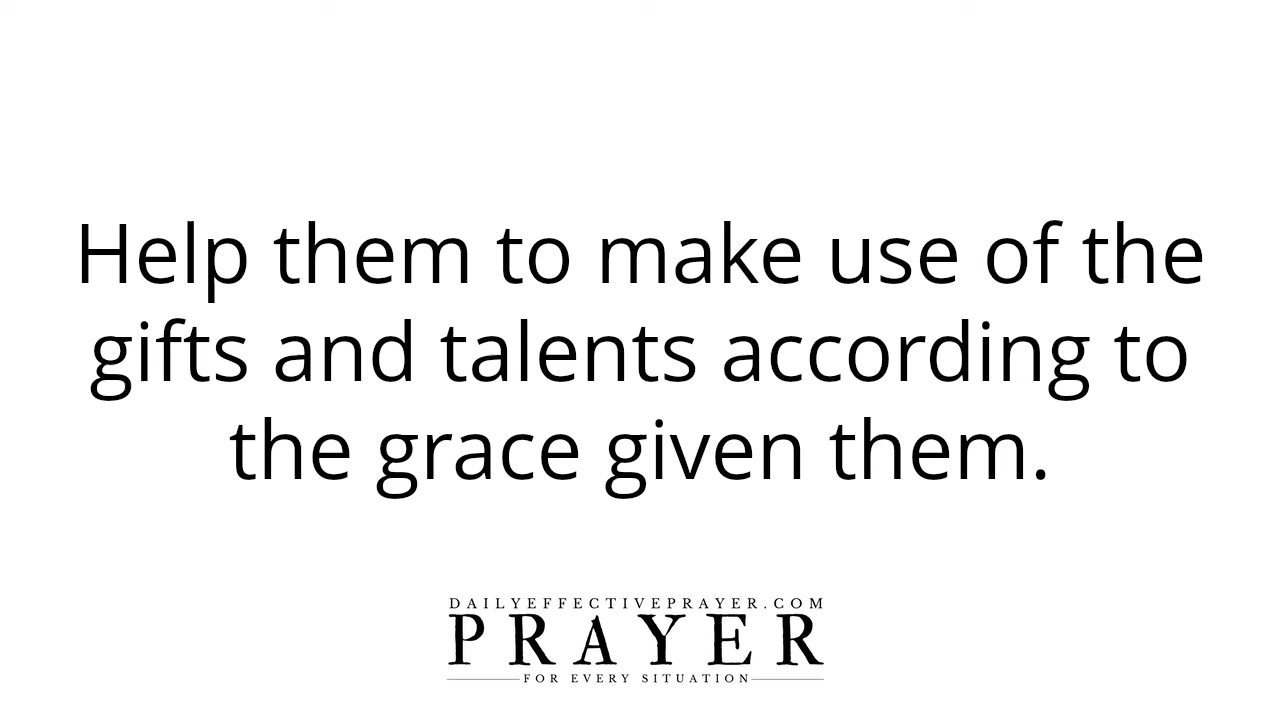 Help them to make use of the
gifts and talents according to
the grace given them.
DAILYEFFECTIVEPRAYER.COM
PRAYER
FOR EVERY SITUATION